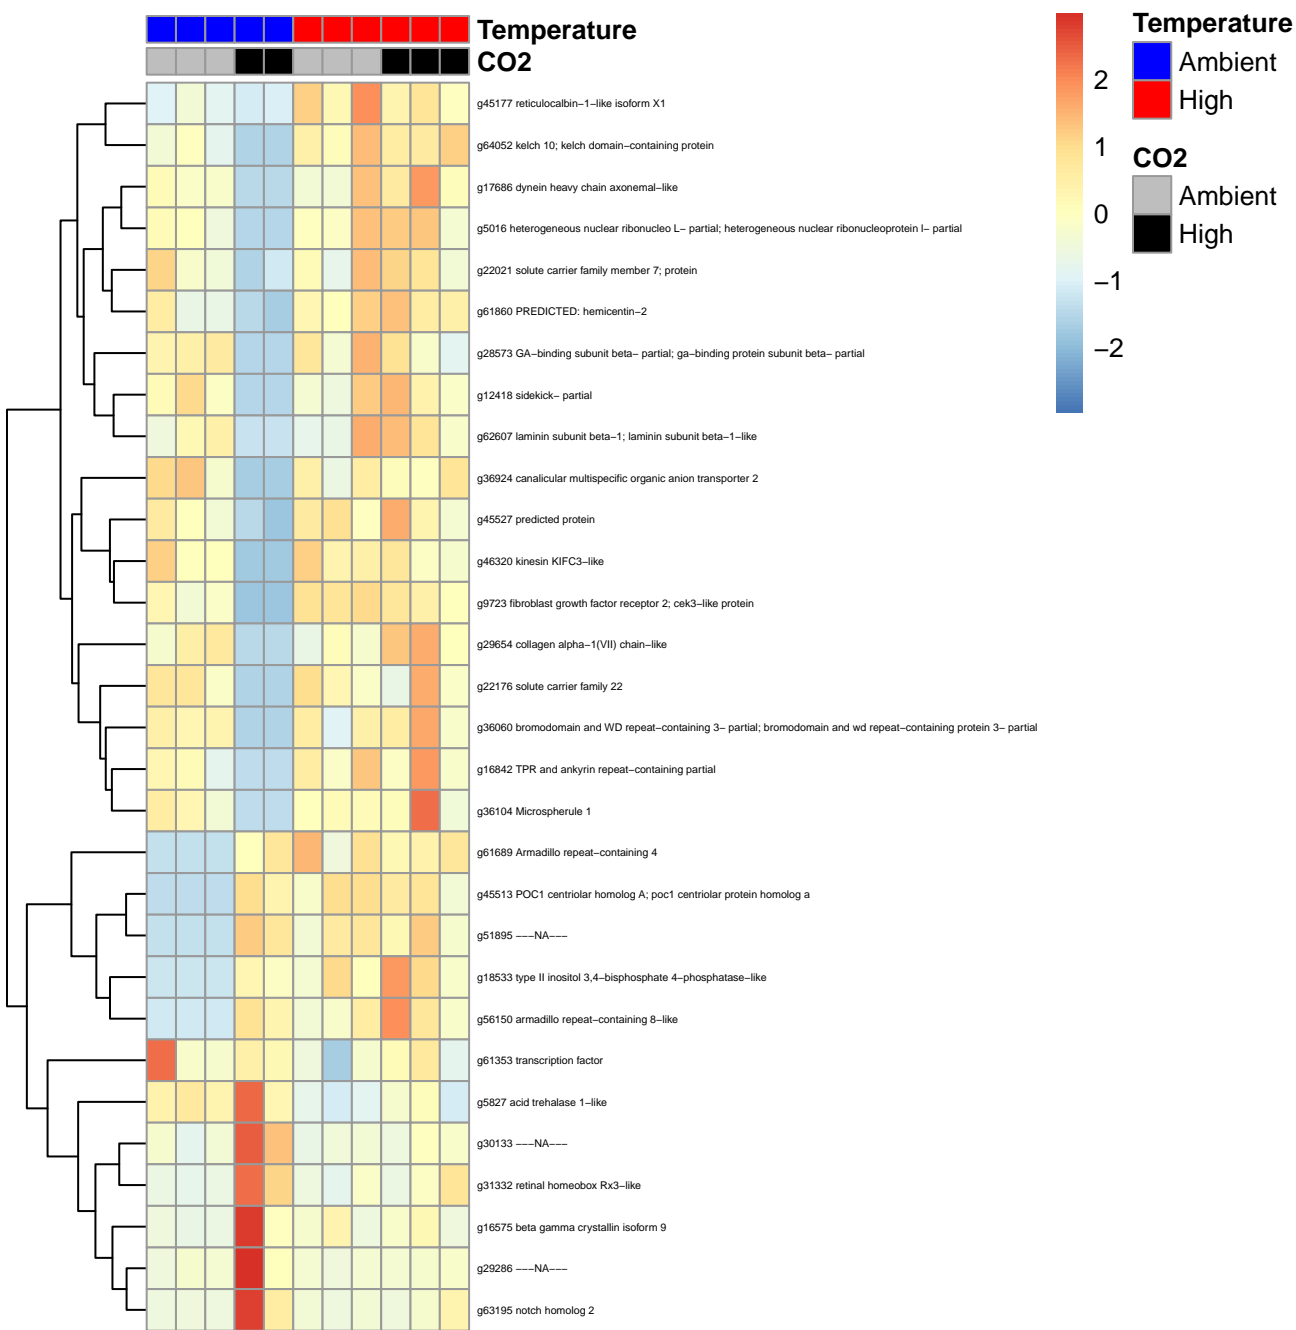 Temperature
CO2
g45177 reticulocalbin−1−like isoform X1
g64052 kelch 10; kelch domain−containing protein
g17686 dynein heavy chain axonemal−like
g5016 heterogeneous nuclear ribonucleo L− partial; heterogeneous nuclear ribonucleoprotein l− partial
g22021 solute carrier family member 7; protein
g61860 PREDICTED: hemicentin−2
g28573 GA−binding subunit beta− partial; ga−binding protein subunit beta− partial
g12418 sidekick− partial
g62607 laminin subunit beta−1; laminin subunit beta−1−like
g36924 canalicular multispecific organic anion transporter 2
g45527 predicted protein
g46320 kinesin KIFC3−like
g9723 fibroblast growth factor receptor 2; cek3−like protein
g29654 collagen alpha−1(VII) chain−like
g22176 solute carrier family 22
g36060 bromodomain and WD repeat−containing 3− partial; bromodomain and wd repeat−containing protein 3− partial
g16842 TPR and ankyrin repeat−containing partial
g36104 Microspherule 1
g61689 Armadillo repeat−containing 4
g45513 POC1 centriolar homolog A; poc1 centriolar protein homolog a
g51895 −−−NA−−−
g18533 type II inositol 3,4−bisphosphate 4−phosphatase−like
g56150 armadillo repeat−containing 8−like
g61353 transcription factor
g5827 acid trehalase 1−like
g30133 −−−NA−−−
g31332 retinal homeobox Rx3−like
g16575 beta gamma crystallin isoform 9
g29286 −−−NA−−−
g63195 notch homolog 2
2
1
0
−1
−2
Temperature
Ambient
High
CO2
Ambient
High